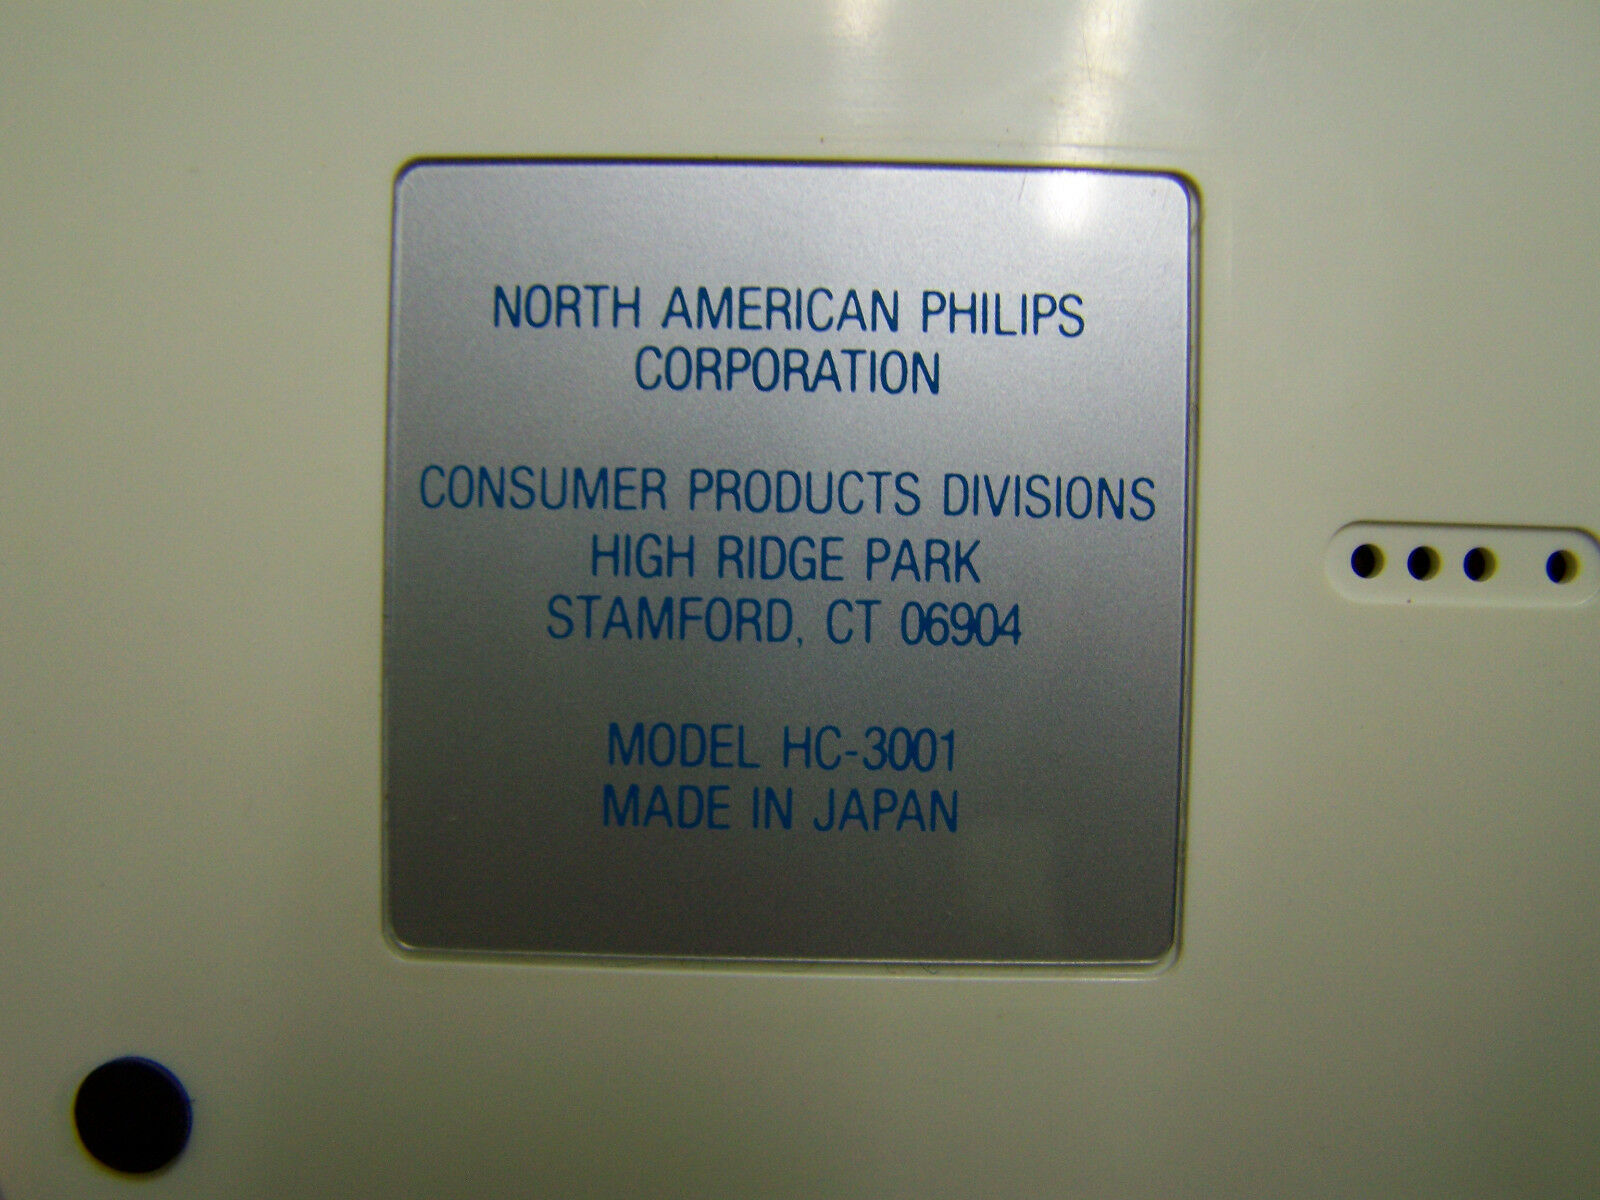 NORTH AMERICAN PHILIPS
CORPORATION
CONSUMER PRODUCTS DIVISIONS
HIGH RIDGE PARK
STAMFORD, CT 06904
MODEL HC-3001
MADE IN JAPAN